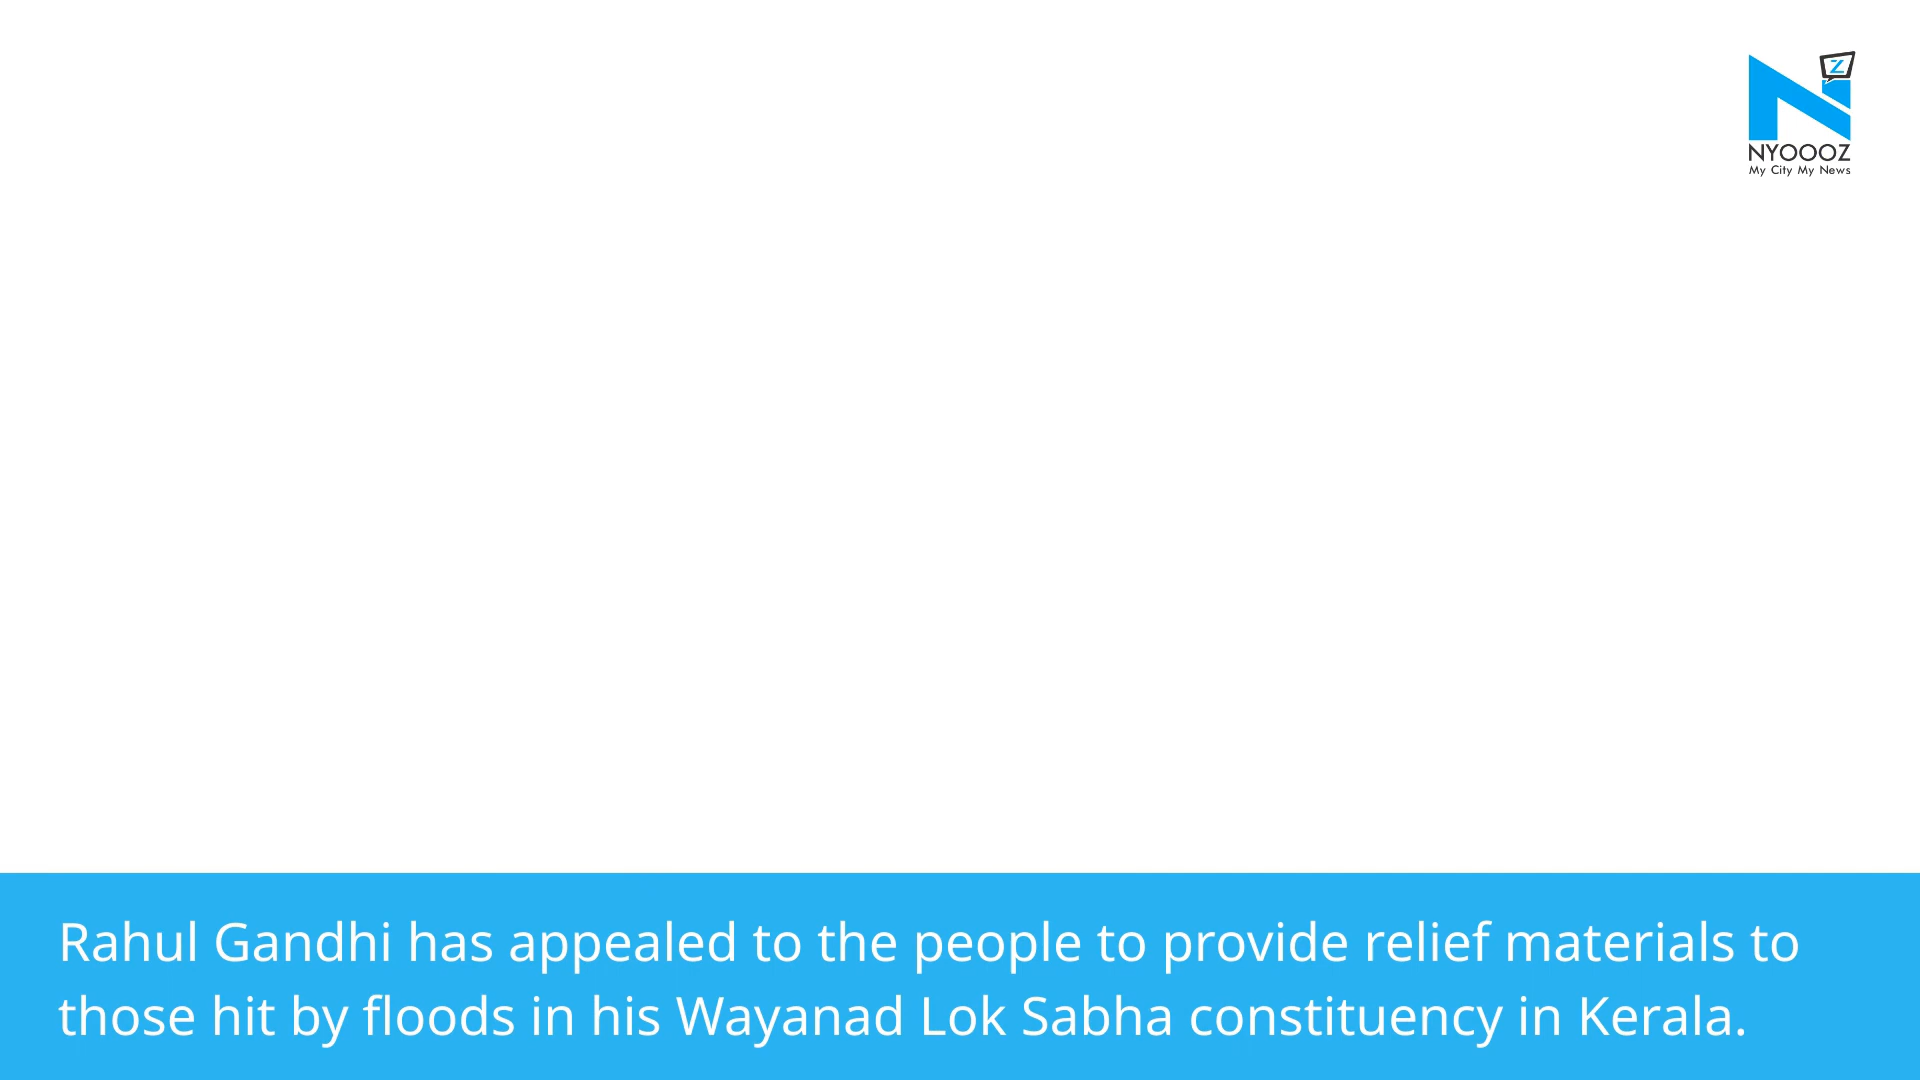 Z
NYOOOZ
My City My News
Rahul Gandhi has appealed to the people to provide relief materials to
those hit by floods in his Wayanad Lok Sabha constituency in Kerala.